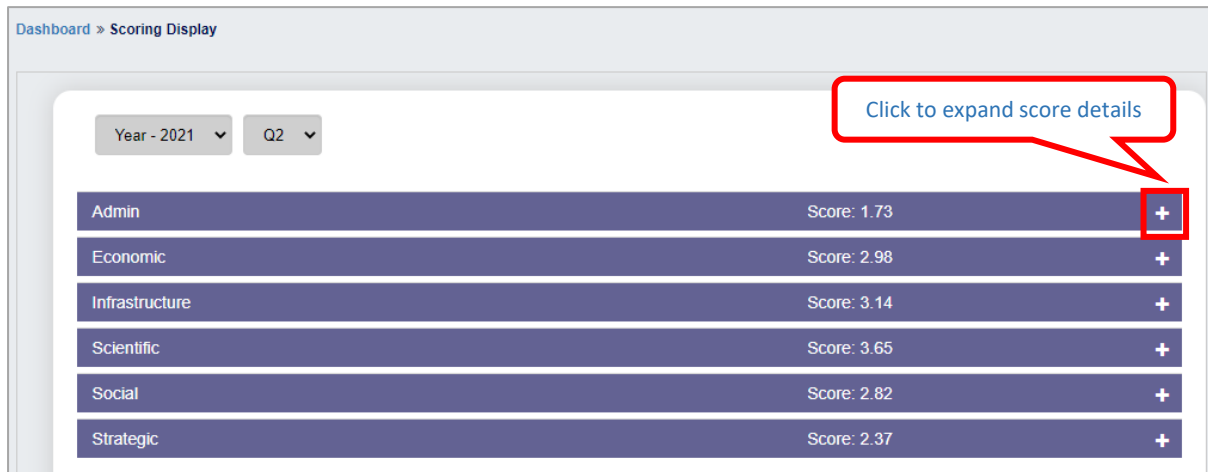 Dashboard » Scoring Display
Click to expand score details
Year - 2021 Q2
Admin Score: 1.73 +
Economic Score: 2.98 +
Infrastructure Score: 3.14 +
Scientific Score: 3.65 +
Social Score: 2.82 +
Strategic Score: 2.37 +